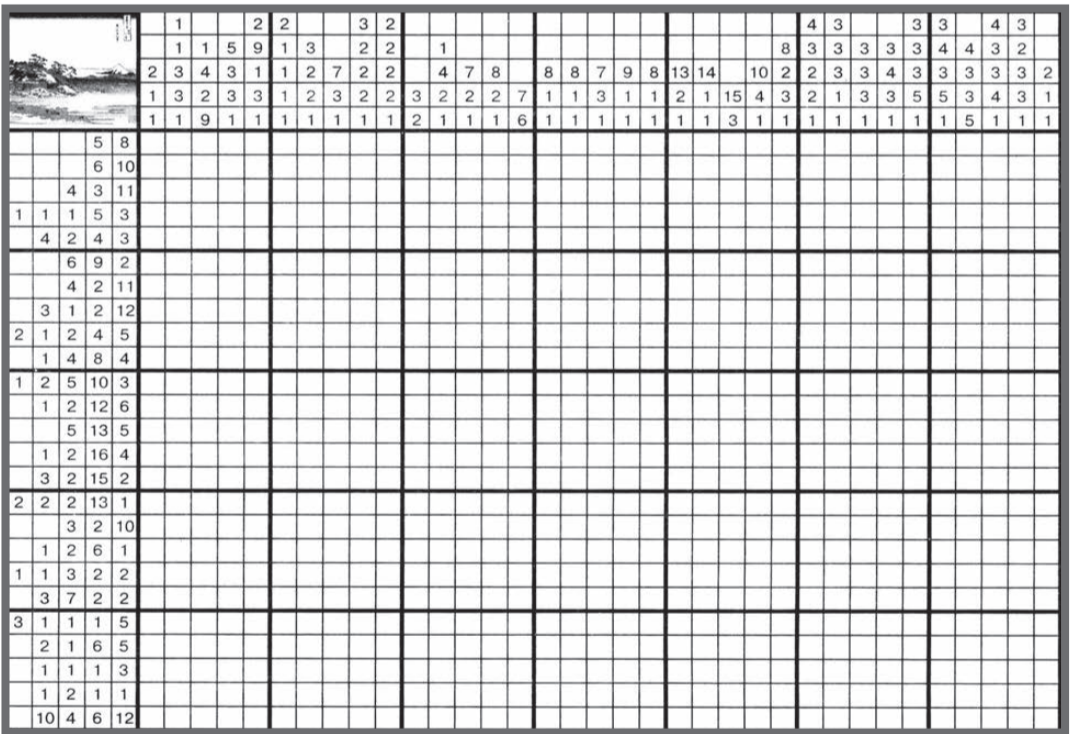 1 2 2 3 2 4 3 3 3 4 3
1 1 5 9 1 3 2 2 1 8 3 3 3 3 3 4 4 3 2
2 3 4 3 1 1 2 7 2 2 4 7 8 8 8 7 9 8 13 14 10 2 2 3 3 4 3 3 3 3 3 2
1 3 2 3 3 1 2 3 2 2 3 2 2 2 7 1 1 3 1 1 2 1 15 4 3 2 1 3 3 5 5 3 4 3 1
1 1 9 1 1 1 1 1 1 1 2 1 1 1 6 1 1 1 1 1 1 1 3 1 1 1 1 1 1 1 1 5 1 1 1
5 8
6 10
4 3 11
1 1 1 5 3
4 2 4 3
6 9 2
4 2 11
3 1 2 12
2 1 2 4 5
1 4 8 4
1 2 5 10 3
1 2 12 6
5 13 5
1 2 16 4
3 2 15 2
2 2 2 13 1
3 2 10
1 2 6 1
1 1 3 2 2
3 7 2 2
3 1 1 1 5
2 1 6 5
1 1 1 3
1 2 1 1
10 4 6 12